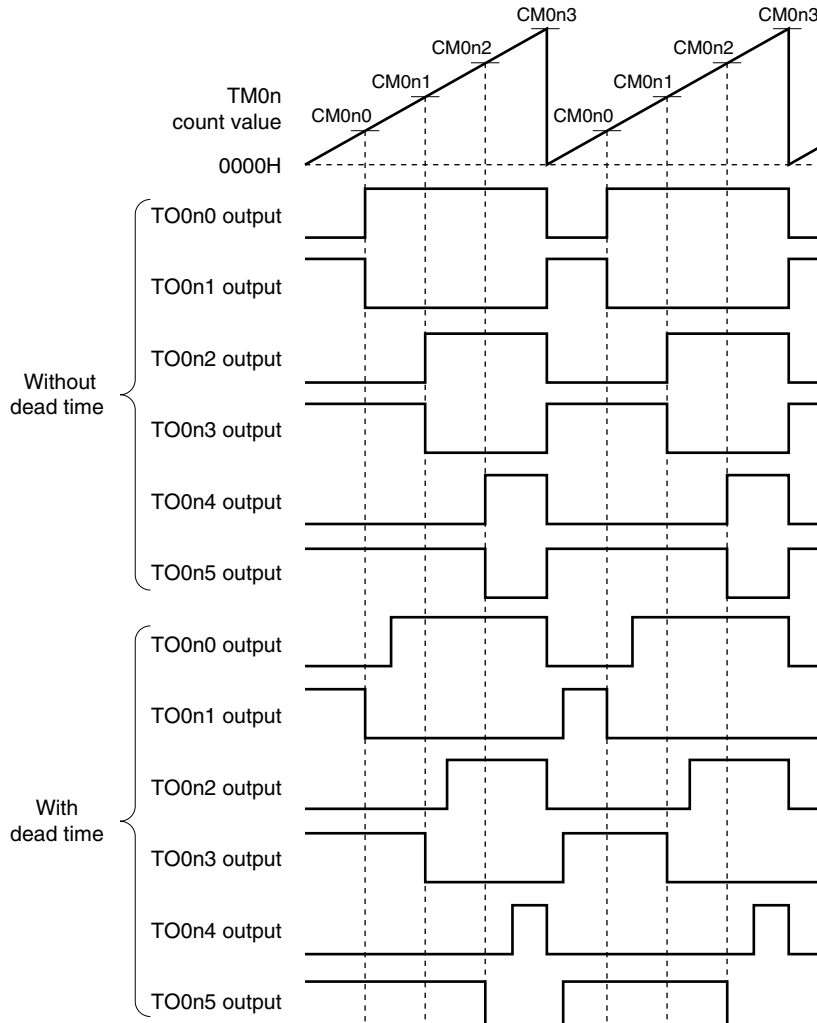 CM0n3
CM0n3
CM0n2
CM0n2
CM0n1
CM0n1
TM0n
count value
CM0n0
CM0n0
0000H
TO0n0 output
TO0n1 output
TO0n2 output
Without
dead time
TO0n3 output
TO0n4 output
TO0n5 output
TO0n0 output
TO0n1 output
TO0n2 output
With
dead time
TO0n3 output
TO0n4 output
TO0n5 output